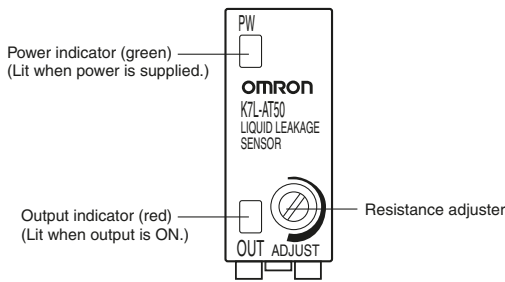 PW
Power indicator (green)
(Lit when power is supplied.)
OMRON
K7L-AT50
LIQUID LEAKAGE
SENSOR
Output indicator (red)
(Lit when output is ON.)
Resistance adjuster
OUT ADJUST